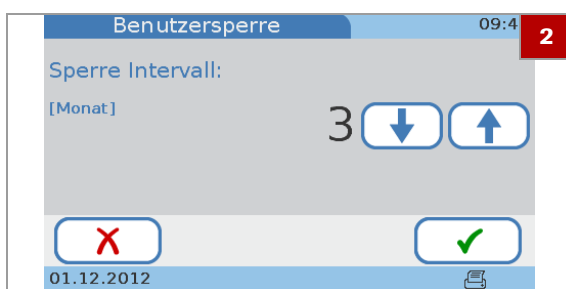 Benutzersperre 09:4
2
Sperre Intervall:
[Monat]
3
01.12.2012